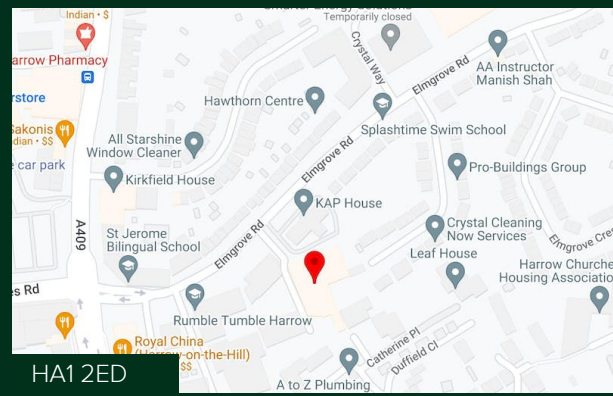 Indian • $
arrow Pharmacy
Temporarily closed
Crystal Way
Elmgrove Rd
AA Instructor
Manish Shah
rstore
Hawthorn Centre
Splashtime Swim School
Sakonis
dian • $$
e car park
All Starshine
Window Cleaner
Elmgrove Rd
Pro-Buildings Group
Kirkfield House
KAP House
A409
St Jerome
Bilingual School
Elmgrove Rd
Crystal Cleaning
Now Services
Elmgrove Cres
Leaf House
Harrow Churche
Housing Associatio
s Rd
Rumble Tumble Harrow
Royal China
(Harrow-on-the-Hill)
$$
Catherine Pl
Duffield Cl
A to Z Plumbing
HA1 2ED